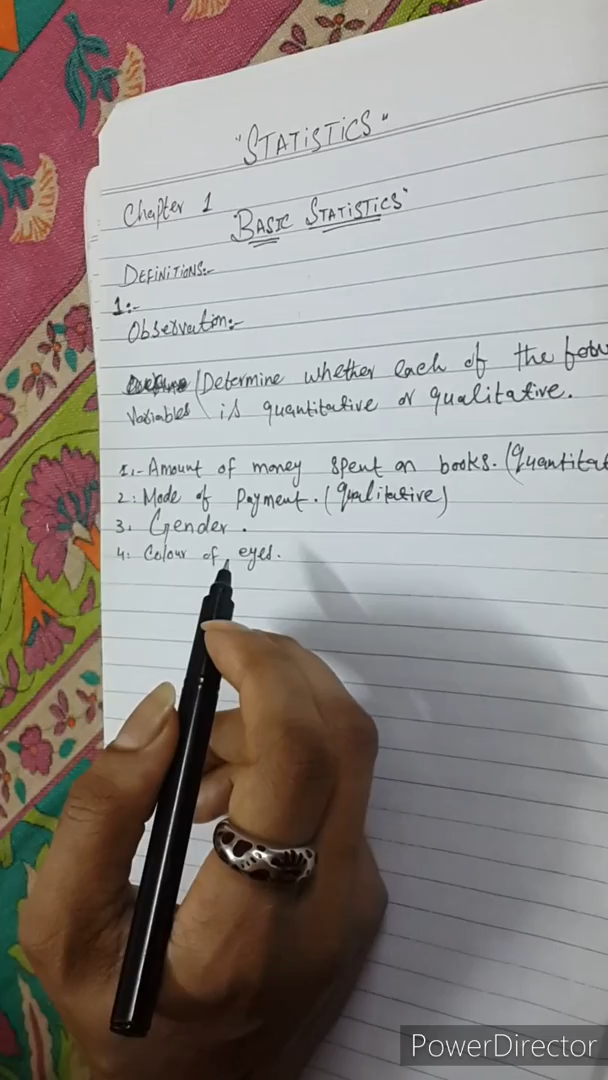 "STATISTICS"
Chapter 1
"BASIC STATISTICS"
DEFINITIONS:-
1:-
Observation:-
Determine whether each of the
Variables is quantitative or qualitative.
1:- Amount of money spent on books. (Quantitat
2: Mode of Payment. (Qualitative)
3. Gender.
4: Colour of eyes.
PowerDirector